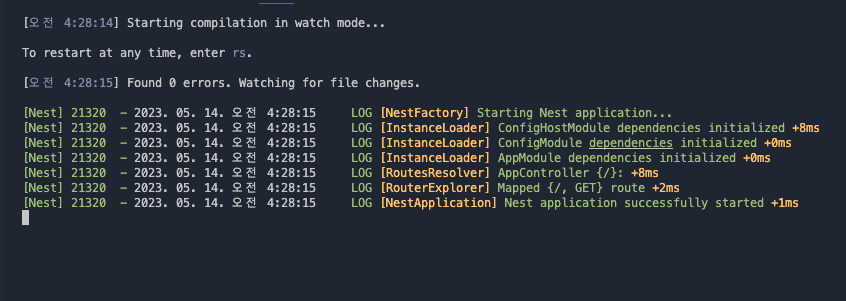 [오전 4:28:14] Starting compilation in watch mode...
To restart at any time, enter rs.
[오전 4:28:15] Found 0 errors. Watching for file changes.
[Nest] 21320  - 2023. 05. 14. 오전 4:28:15     LOG [NestFactory] Starting Nest application...
[Nest] 21320  - 2023. 05. 14. 오전 4:28:15     LOG [InstanceLoader] ConfigHostModule dependencies initialized +8ms
[Nest] 21320  - 2023. 05. 14. 오전 4:28:15     LOG [InstanceLoader] ConfigModule dependencies initialized +0ms
[Nest] 21320  - 2023. 05. 14. 오전 4:28:15     LOG [InstanceLoader] AppModule dependencies initialized +0ms
[Nest] 21320  - 2023. 05. 14. 오전 4:28:15     LOG [RoutesResolver] AppController {/}: +8ms
[Nest] 21320  - 2023. 05. 14. 오전 4:28:15     LOG [RouterExplorer] Mapped {/, GET} route +2ms
[Nest] 21320  - 2023. 05. 14. 오전 4:28:15     LOG [NestApplication] Nest application successfully started +1ms